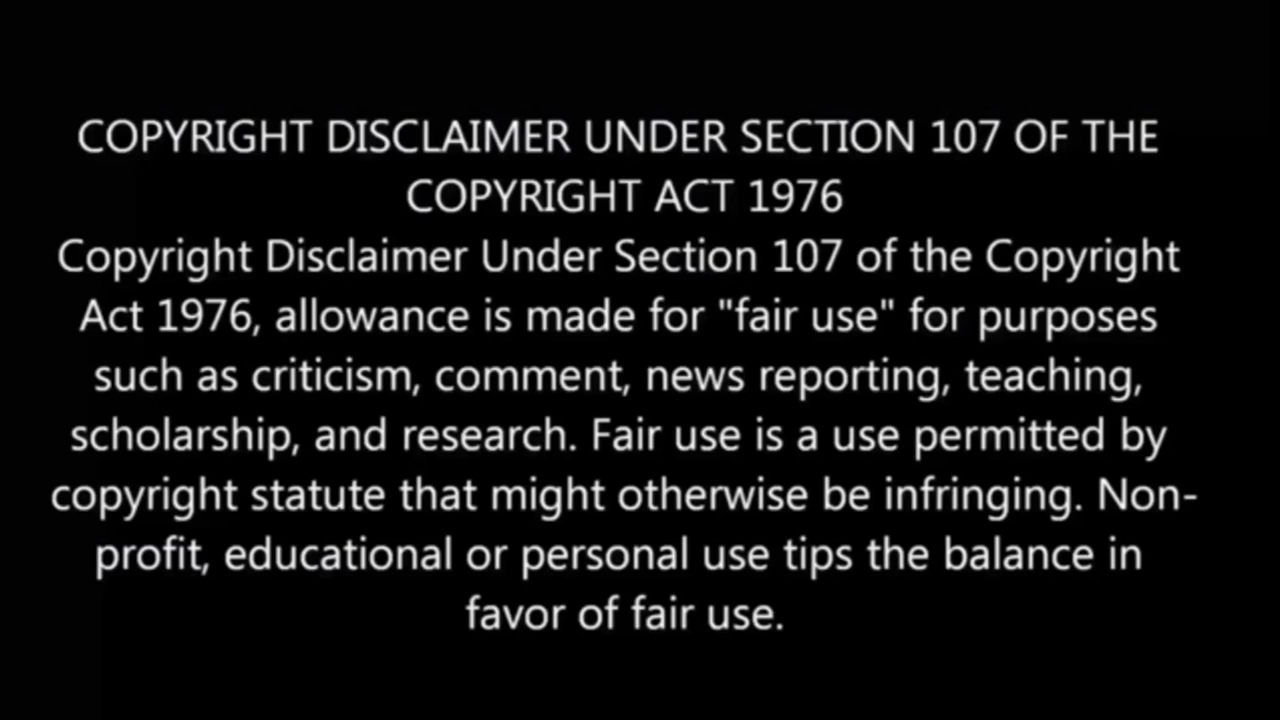 COPYRIGHT DISCLAIMER UNDER SECTION 107 OF THE
COPYRIGHT ACT 1976
Copyright Disclaimer Under Section 107 of the Copyright
Act 1976, allowance is made for "fair use" for purposes
such as criticism, comment, news reporting, teaching,
scholarship, and research. Fair use is a use permitted by
copyright statute that might otherwise be infringing. Non-
profit, educational or personal use tips the balance in
favor of fair use.